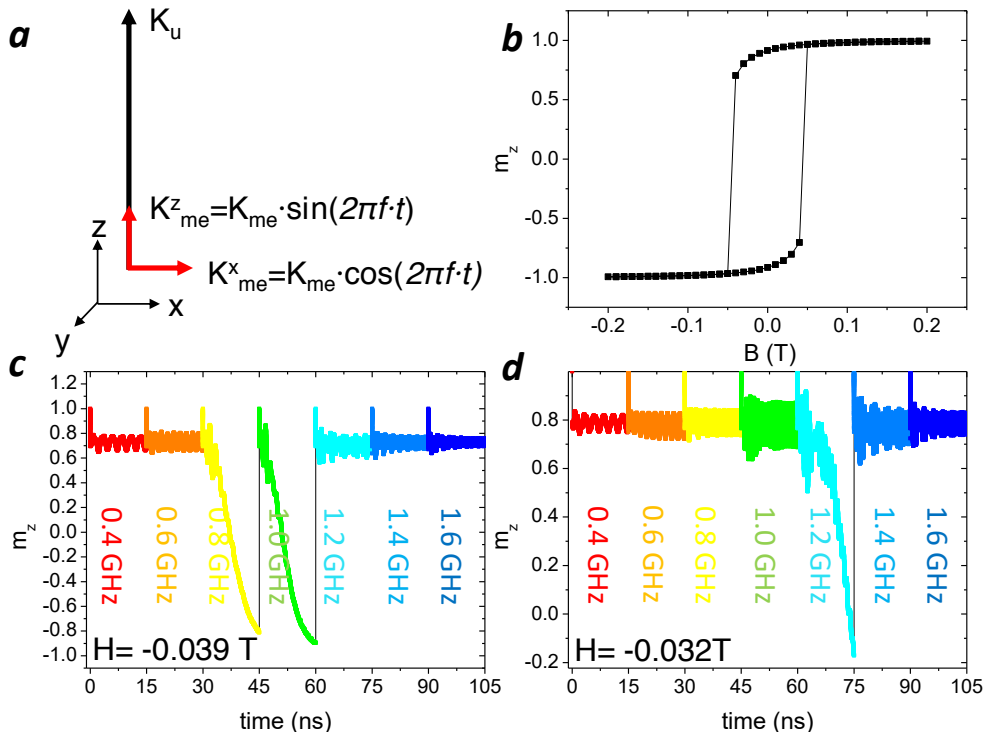 a
K_u
K^z_me=K_me·sin(2πf·t)
z
K^x_me=K_me·cos(2πf·t)
x
y
b
1.0
0.5
0.0
-0.5
-1.0
m_z
-0.2 -0.1 0.0 0.1 0.2
B (T)
c
1.2
1.0
0.8
0.6
0.4
0.2
0.0
-0.2
-0.4
-0.6
-0.8
-1.0
m_z
0.4 GHz
0.6 GHz
0.8 GHz
1.0 GHz
1.2 GHz
1.4 GHz
1.6 GHz
H= -0.039 T
0 15 30 45 60 75 90 105
time (ns)
d
0.8
0.6
0.4
0.2
0.0
-0.2
m_z
0.4 GHz
0.6 GHz
0.8 GHz
1.0 GHz
1.2 GHz
1.4 GHz
1.6 GHz
H= -0.032T
0 15 30 45 60 75 90 105
time (ns)